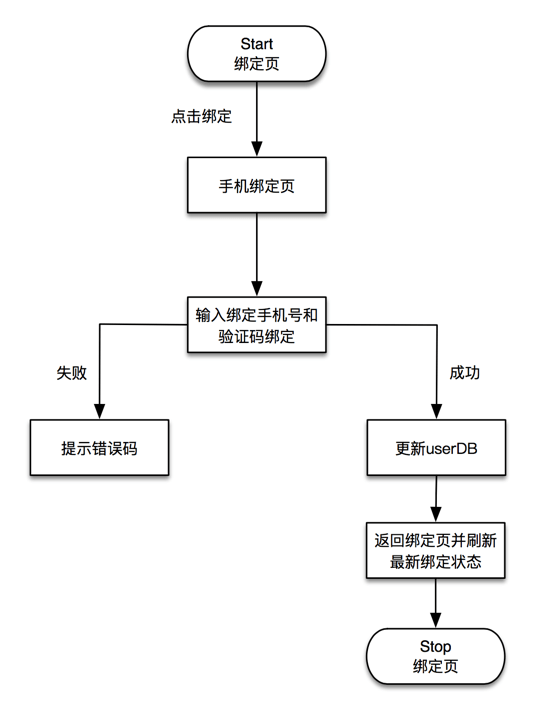 Start
绑定页
点击绑定
手机绑定页
输入绑定手机号和
验证码绑定
失败
成功
提示错误码
更新userDB
返回绑定页并刷新
最新绑定状态
Stop
绑定页